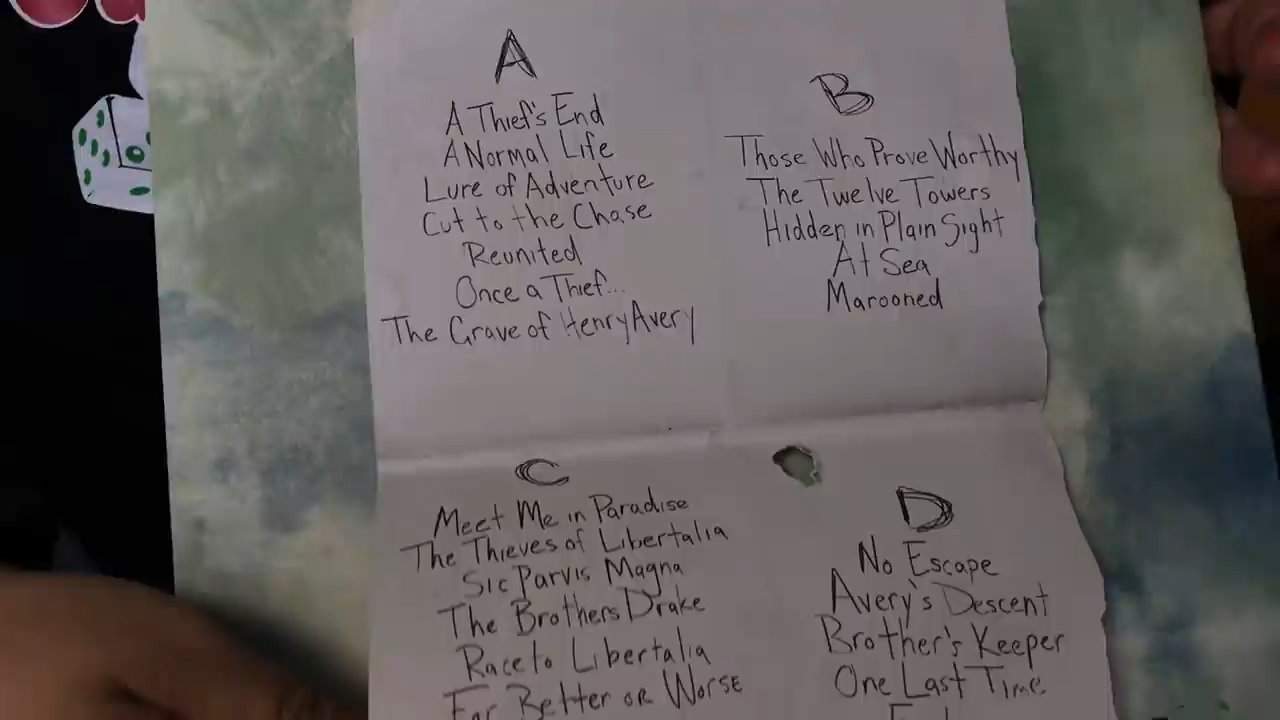 A
A Thief's End
A Normal Life
Lure of Adventure
Cut to the Chase
Reunited
Once a Thief...
The Grave of Henry Avery
B
Those Who Prove Worthy
The Twelve Towers
Hidden in Plain Sight
At Sea
Marooned
C
Meet Me in Paradise
The Thieves of Libertalia
Sic Parvis Magna
The Brothers Drake
Race to Libertalia
For Better or Worse
D
No Escape
Avery's Descent
Brother's Keeper
One Last Time